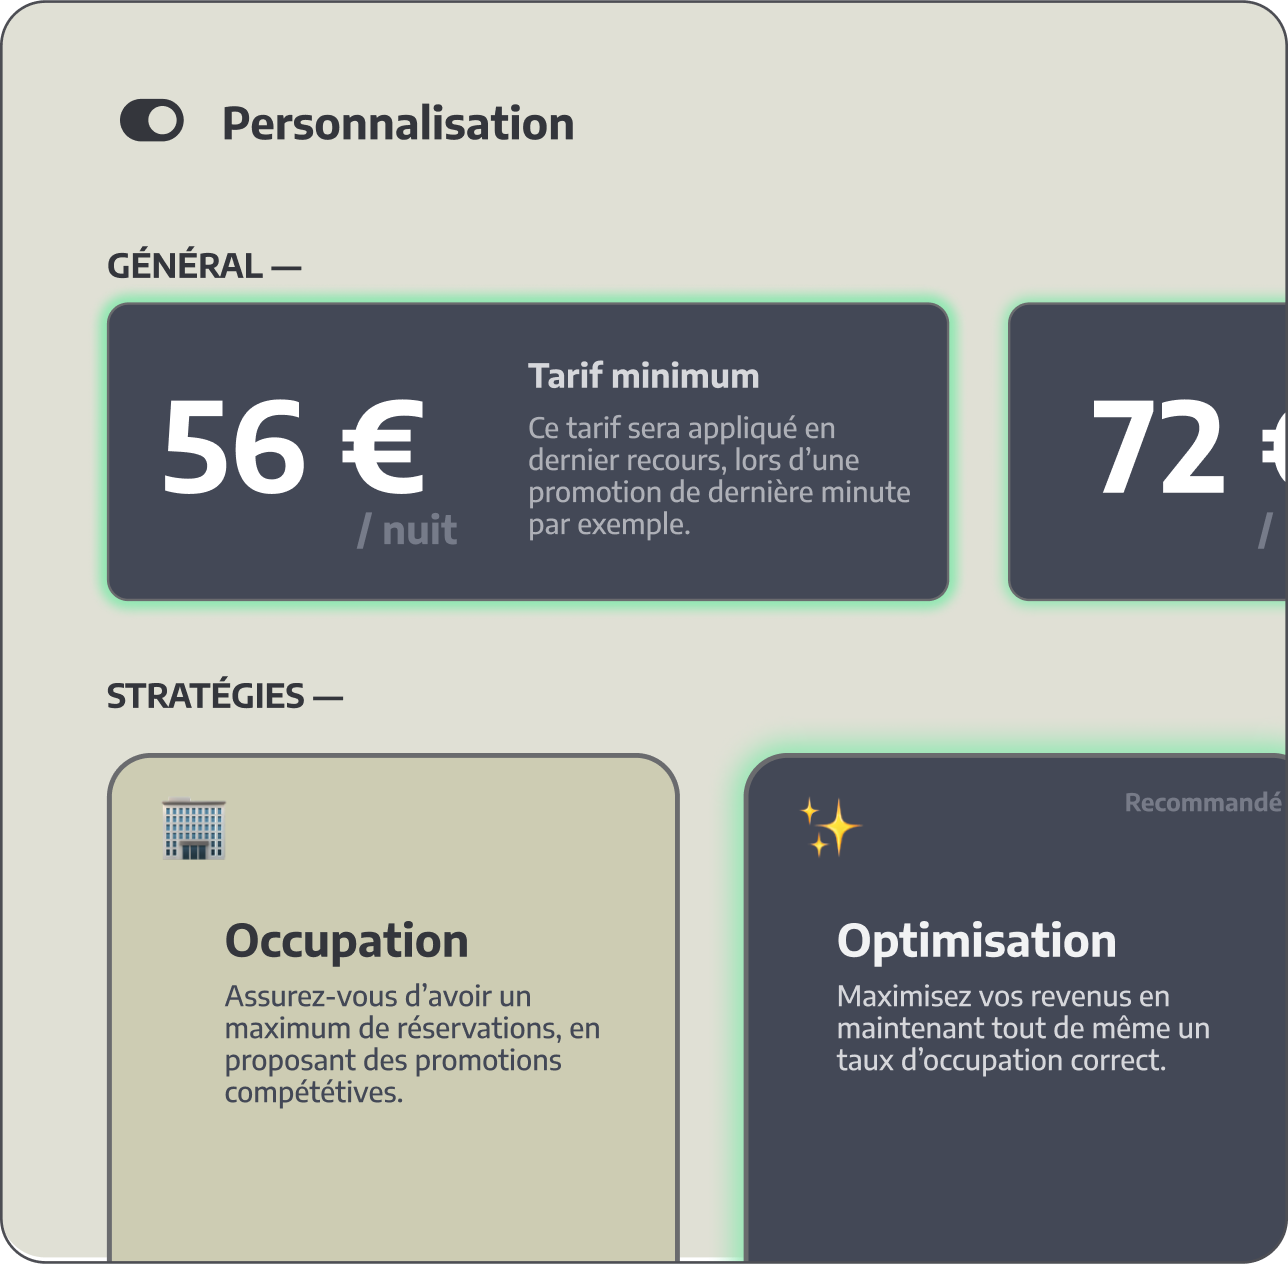 Personnalisation
GÉNÉRAL —
56 €
/ nuit
Tarif minimum
Ce tarif sera appliqué en
dernier recours, lors d’une
promotion de dernière minute
par exemple.
72 €
/
STRATÉGIES —
Occupation
Assurez-vous d’avoir un
maximum de réservations, en
proposant des promotions
compététives.
Recommandé
Optimisation
Maximisez vos revenus en
maintenant tout de même un
taux d’occupation correct.